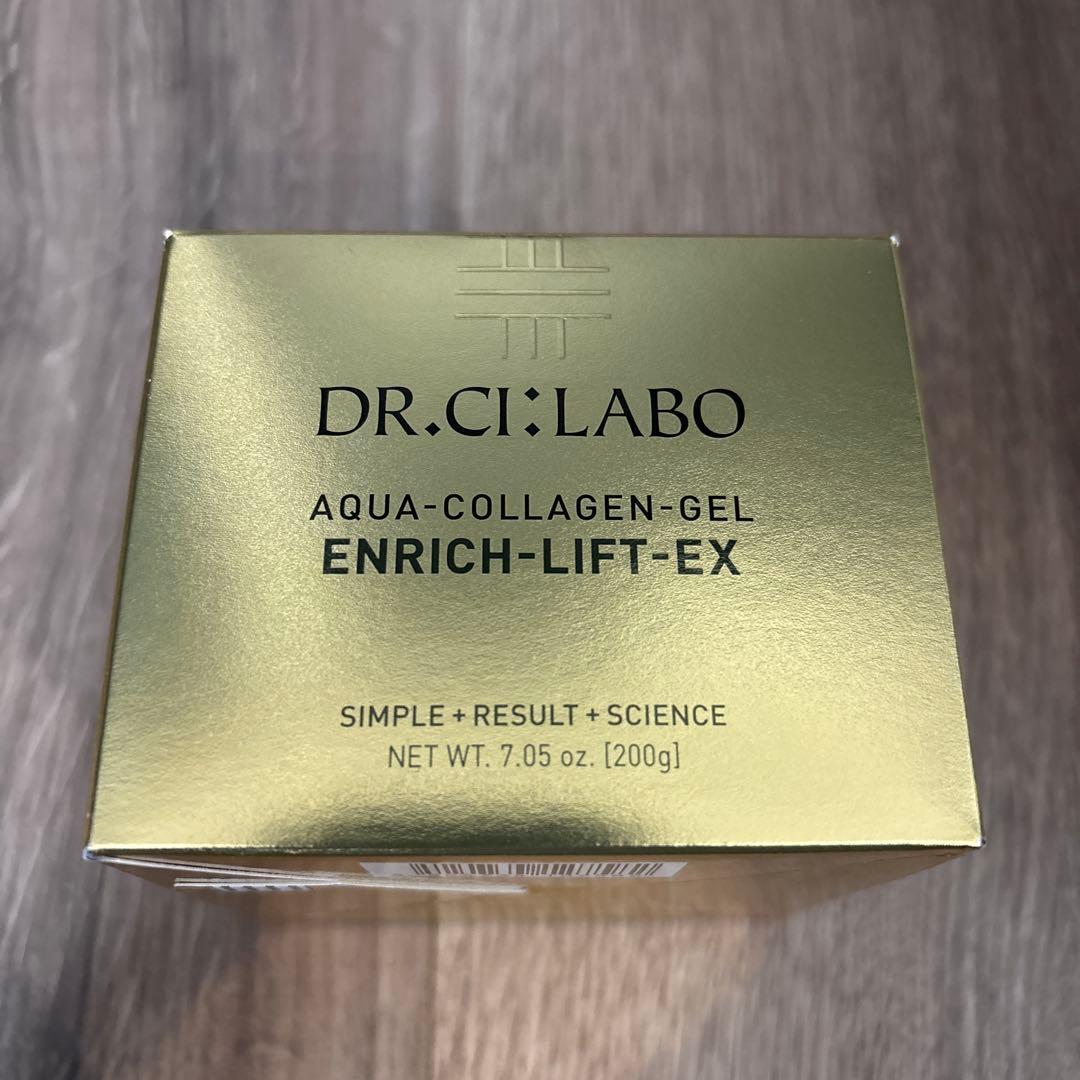 DR.CI:LABO
AQUA-COLLAGEN-GEL
ENRICH-LIFT-EX
SIMPLE + RESULT + SCIENCE
NET WT. 7.05 oz. [200g]